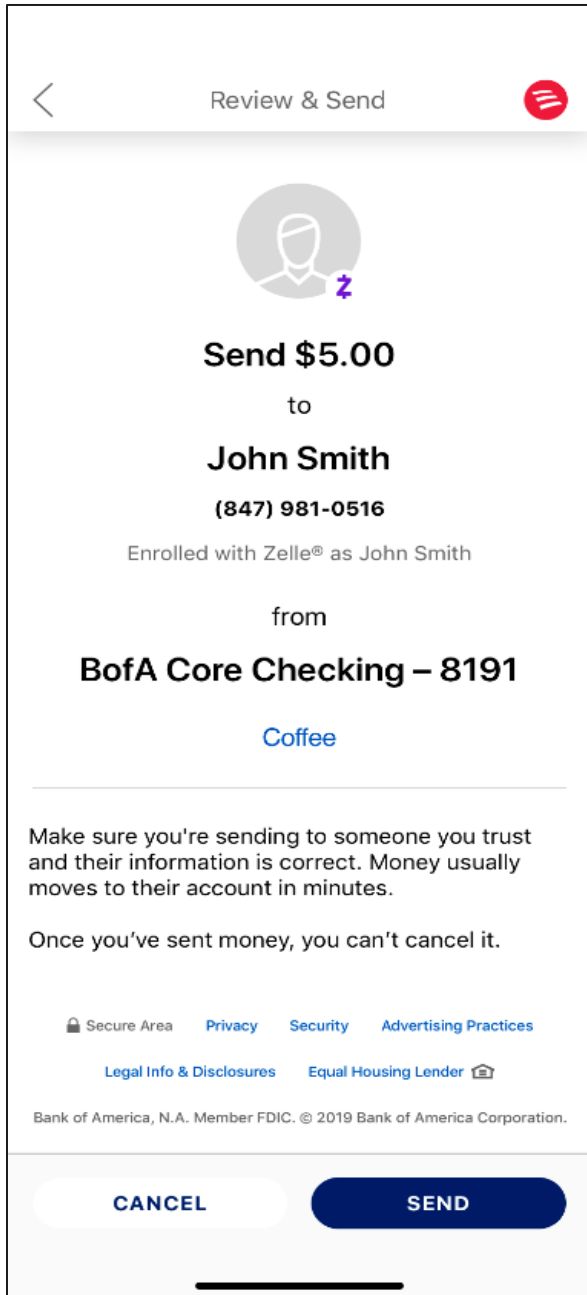 Review & Send
Send $5.00
to
John Smith
(847) 981-0516
Enrolled with Zelle® as John Smith
from
BofA Core Checking – 8191
Coffee
Make sure you're sending to someone you trust
and their information is correct. Money usually
moves to their account in minutes.
Once you’ve sent money, you can’t cancel it.
Secure Area Privacy Security Advertising Practices
Legal Info & Disclosures Equal Housing Lender
Bank of America, N.A. Member FDIC. © 2019 Bank of America Corporation.
CANCEL SEND